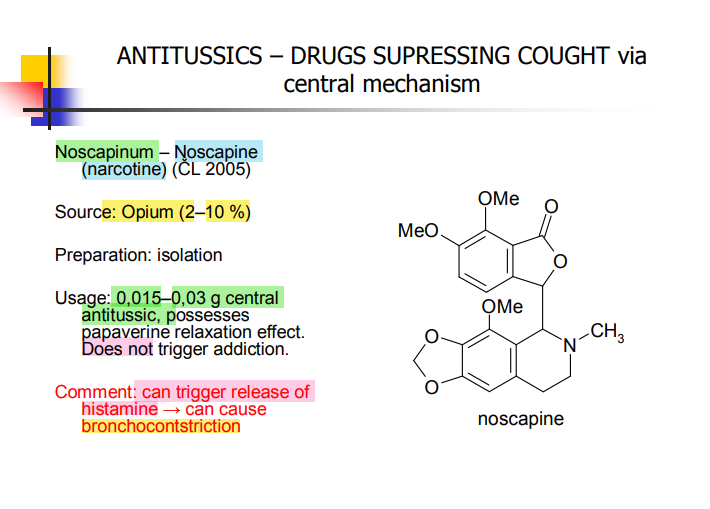 ANTITUSSICS – DRUGS SUPRESSING COUGHT via
central mechanism
Noscapinum – Noscapine
(narcotine) (ČL 2005)
Source: Opium (2–10 %)
Preparation: isolation
Usage: 0,015–0,03 g central
antitussic, possesses
papaverine relaxation effect.
Does not trigger addiction.
Comment: can trigger release of
histamine → can cause
bronchocontstriction
OMe
O
MeO
O
OMe
O
N
CH3
O
noscapine